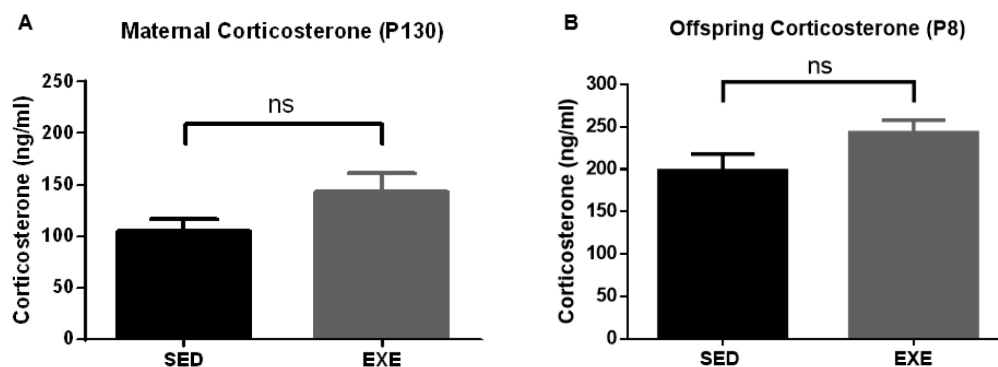 A
Maternal Corticosterone (P130)
Corticosterone (ng/ml)
250
200
150
100
50
0
ns
SED
EXE
B
Offspring Corticosterone (P8)
Corticosterone (ng/ml)
300
250
200
150
100
50
0
ns
SED
EXE